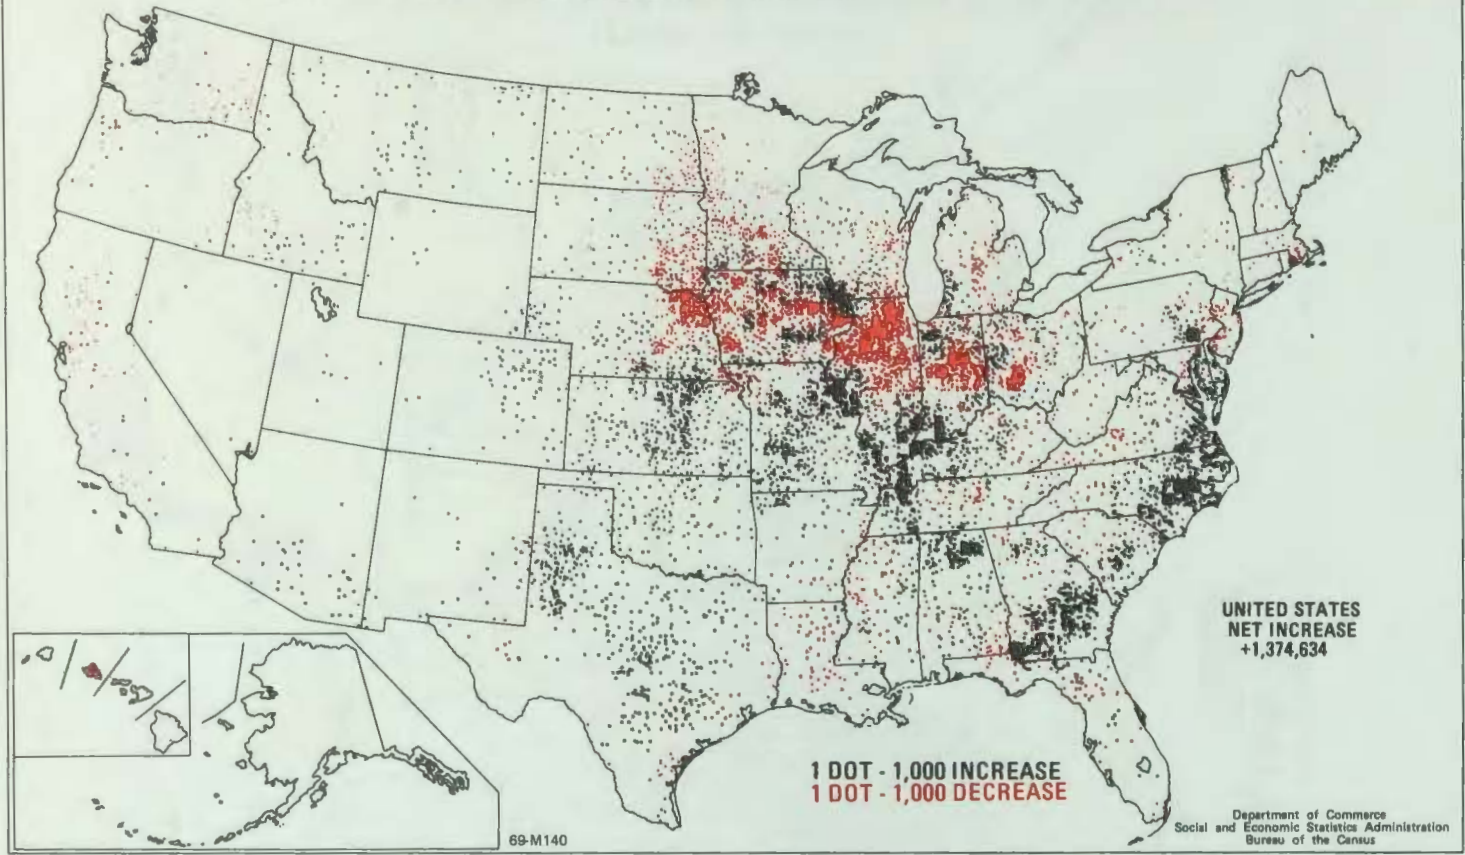 UNITED STATES
NET INCREASE
+1,374,634
1 DOT - 1,000 INCREASE
1 DOT - 1,000 DECREASE
69-M140
Department of Commerce
Social and Economic Statistics Administration
Bureau of the Census